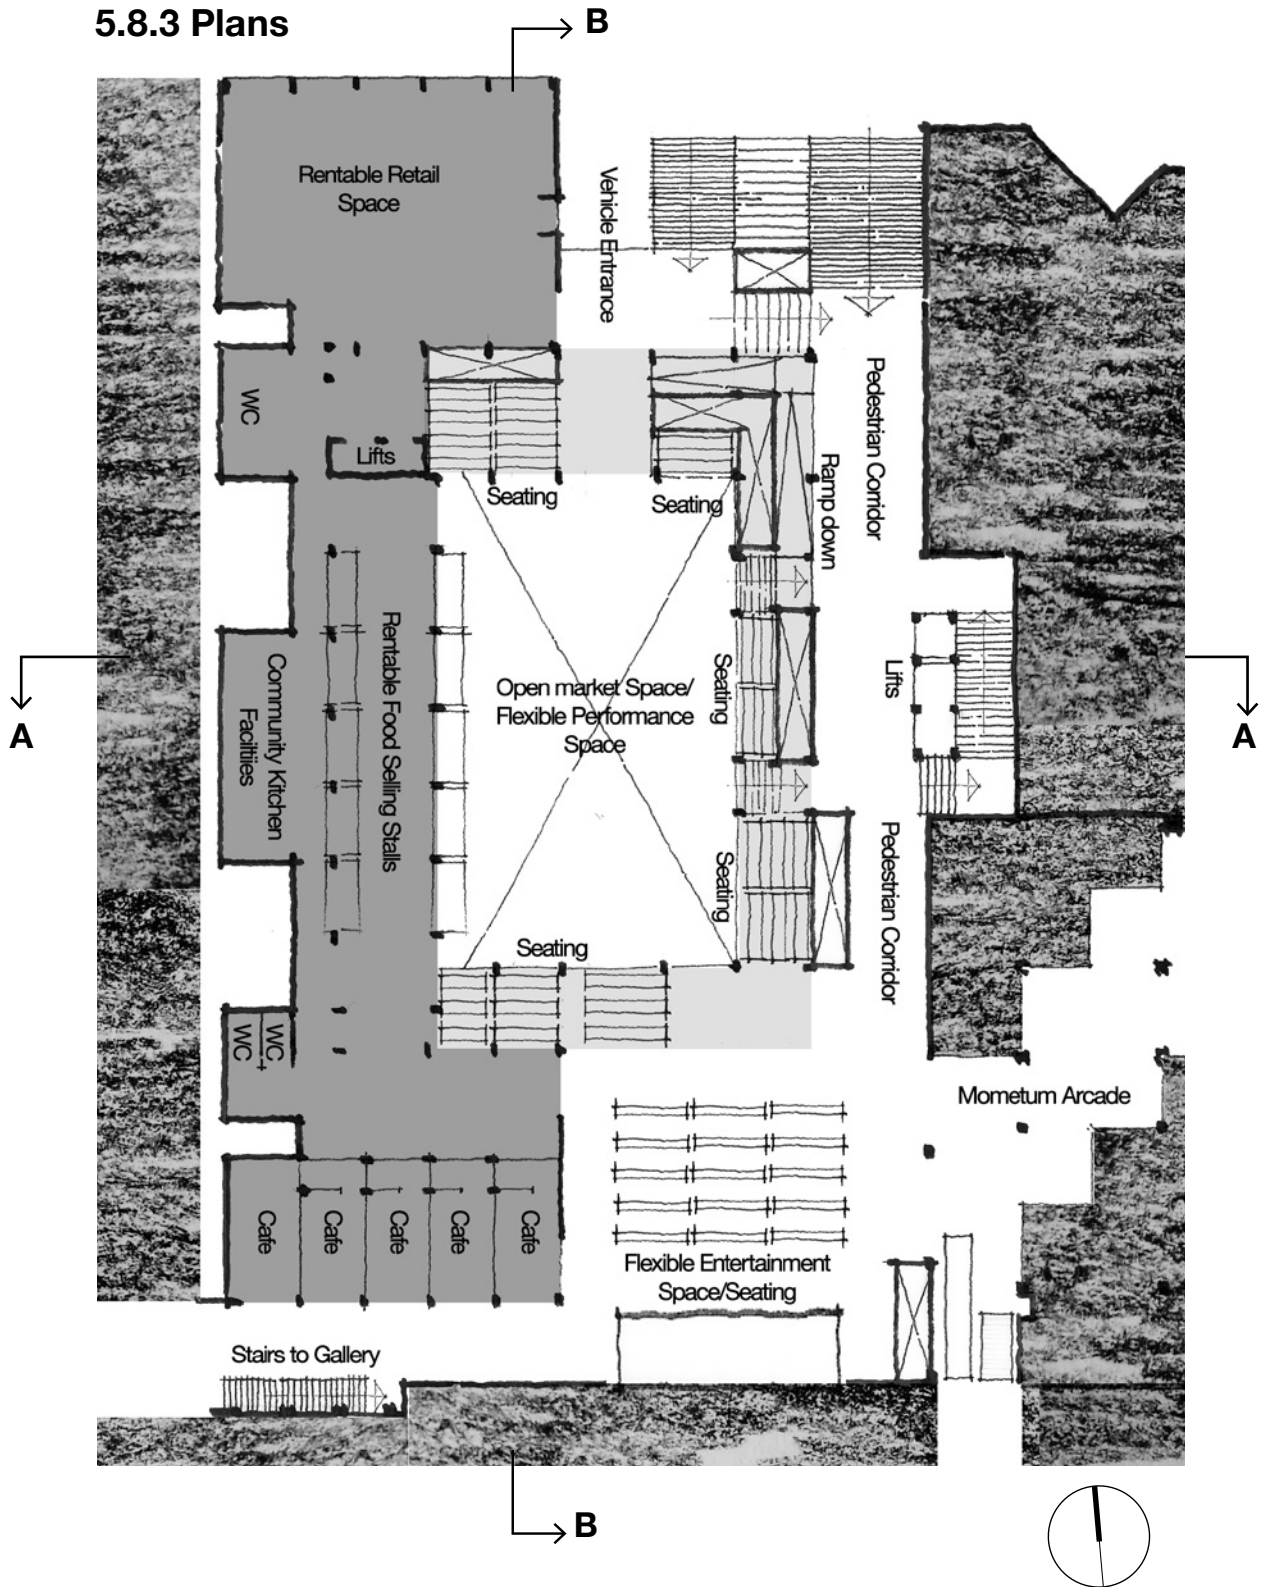 5.8.3 Plans
B
Rentable Retail
Space
Vehicle Entrance
WC
Lifts
Seating
Seating
Ramp down
Pedestrian Corridor
Community Kitchen
Faciltiies
Rentable Food Selling Stalls
Open market Space/
Flexible Performance
Space
Seating
Lifts
A
A
Seating
Pedestrian Corridor
Seating
WC
WC
Mometum Arcade
Cafe
Cafe
Cafe
Cafe
Cafe
Flexible Entertainment
Space/Seating
Stairs to Gallery
B